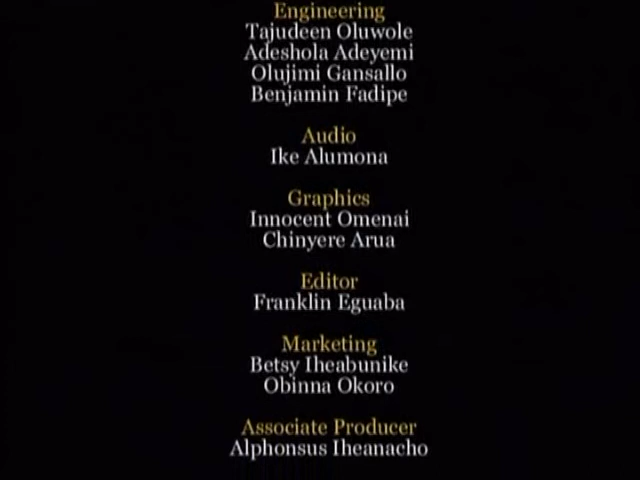 Engineering
Tajudeen Oluwole
Adeshola Adeyemi
Olujimi Gansallo
Benjamin Fadipe
Audio
Ike Alumona
Graphics
Innocent Omenai
Chinyere Arua
Editor
Franklin Eguaba
Marketing
Betsy Iheabunike
Obinna Okoro
Associate Producer
Alphonsus Iheanacho